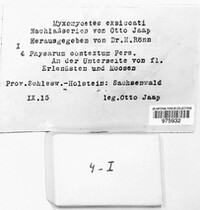 Myxomycetes exsiccati
Nachlaßseries von Otto Jaap
Herausgegeben von Dr.H.Rönn
I
4 Physarum contextum Pers.
An der Unterseite von fl.
Erlenästen und Moosen
Prov.Schlesw.-Holstein: Sachsenwald
IX.15 leg.Otto Jaap
975932
4-I